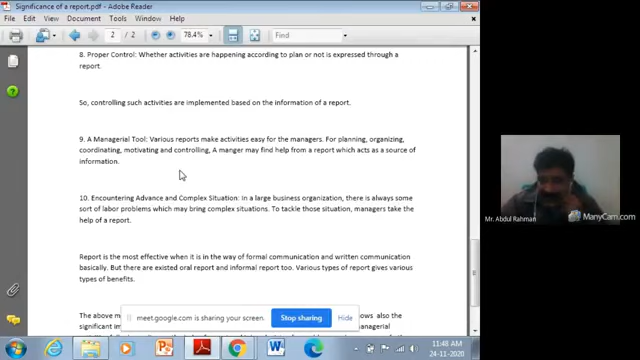 Significance of a report.pdf - Adobe Reader
File Edit View Document Tools Window Help
2 / 2 78.4% Find
8. Proper Control: Whether activities are happening according to plan or not is expressed through a
report.
So, controlling such activities are implemented based on the information of a report.
9. A Managerial Tool: Various reports make activities easy for the managers. For planning, organizing,
coordinating, motivating and controlling, A manger may find help from a report which acts as a source of
information.
10. Encountering Advance and Complex Situation: In a large business organization, there is always some
sort of labor problems which may bring complex situations. To tackle those situation, managers take the
help of a report.
Report is the most effective when it is in the way of formal communication and written communication
basically. But there are existed oral report and informal report too. Various types of report gives various
types of benefits.
The above m
ows also the
significant im
anagerial
meet.google.com is sharing your screen. Stop sharing Hide
Mr. Abdul Rahman
ManyCam.com
11:48 AM
24-11-2020